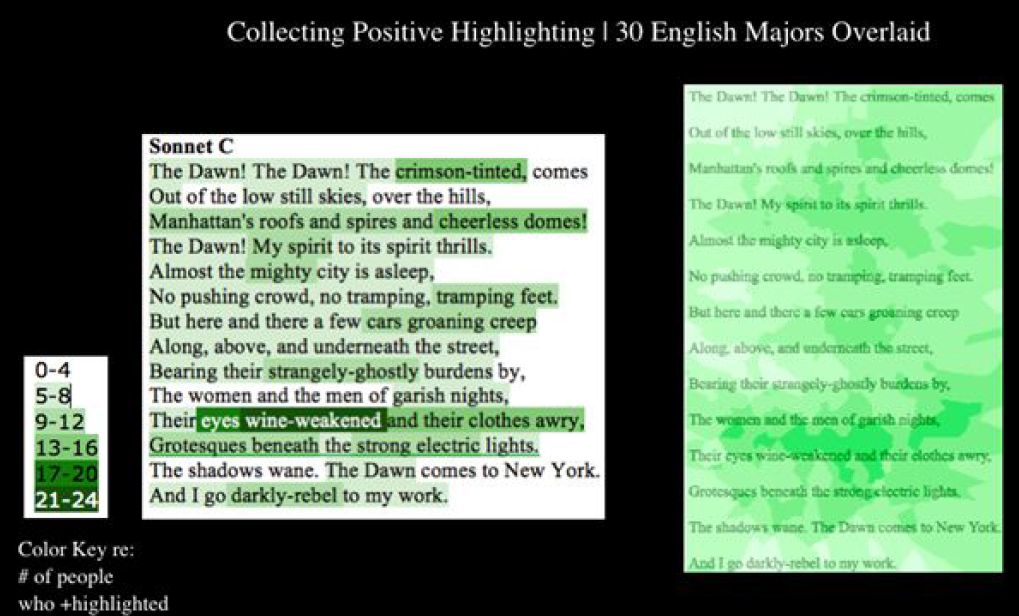 Collecting Positive Highlighting | 30 English Majors Overlaid
Sonnet C
The Dawn! The Dawn! The crimson-tinted, comes
Out of the low still skies, over the hills,
Manhattan's roofs and spires and cheerless domes!
The Dawn! My spirit to its spirit thrills.
Almost the mighty city is asleep,
No pushing crowd, no tramping, tramping feet.
But here and there a few cars groaning creep
Along, above, and underneath the street,
Bearing their strangely-ghostly burdens by,
The women and the men of garish nights,
Their eyes wine-weakened and their clothes awry,
Grotesques beneath the strong electric lights.
The shadows wane. The Dawn comes to New York.
And I go darkly-rebel to my work.
0-4
5-8
9-12
13-16
17-20
21-24
Color Key re:
# of people
who +highlighted
The Dawn! The Dawn! The crimson-tinted, comes
Out of the low still skies, over the hills,
Manhattan's roofs and spires and cheerless domes!
The Dawn! My spirit to its spirit thrills.
Almost the mighty city is asleep,
No pushing crowd, no tramping, tramping feet.
But here and there a few cars groaning creep
Along, above, and underneath the street,
Bearing their strangely-ghostly burdens by,
The women and the men of garish nights,
Their eyes wine-weakened and their clothes awry,
Grotesques beneath the strong electric lights.
The shadows wane. The Dawn comes to New York.
And I go darkly-rebel to my work.